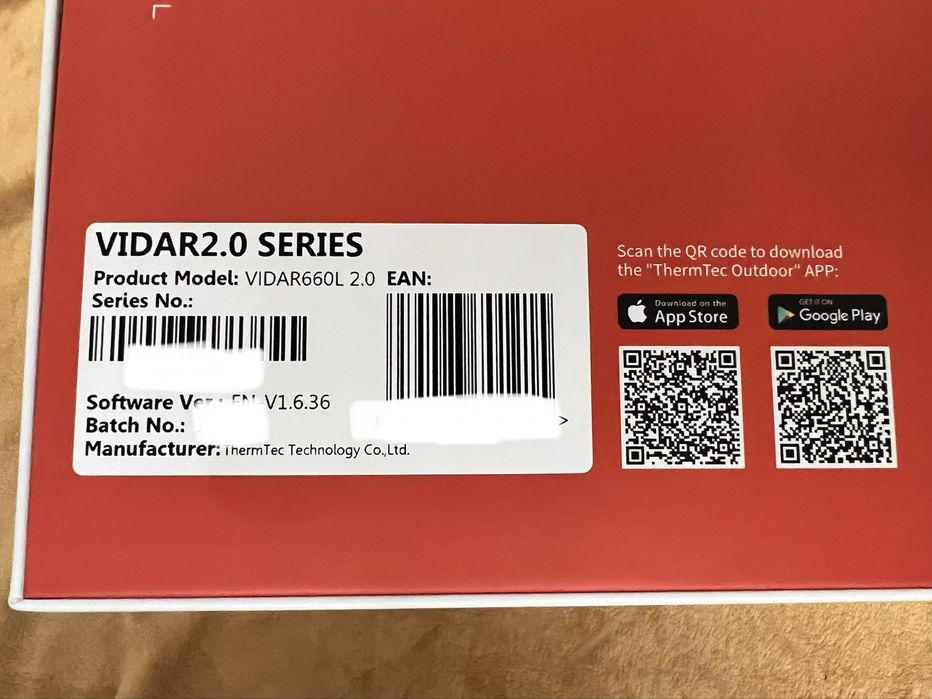 VIDAR2.0 SERIES
Product Model: VIDAR660L 2.0 EAN:
Series No.:
Software Ver.: EN-V1.6.36
Batch No.:
Manufacturer: ThermTec Technology Co.,Ltd.
>
Scan the QR code to download
the "ThermTec Outdoor" APP:
Download on the
App Store
GET IT ON
Google Play